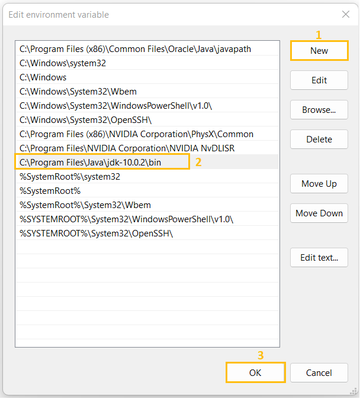 Edit environment variable
C:\Program Files (x86)\Common Files\Oracle\Java\javapath
C:\Windows\system32
C:\Windows
C:\Windows\System32\Wbem
C:\Windows\System32\WindowsPowerShell\v1.0\
C:\Windows\System32\OpenSSH\
C:\Program Files (x86)\NVIDIA Corporation\PhysX\Common
C:\Program Files\NVIDIA Corporation\NVIDIA NvDLISR
C:\Program Files\Java\jdk-10.0.2\bin
2
%SystemRoot%\system32
%SystemRoot%
%SystemRoot%\System32\Wbem
%SYSTEMROOT%\System32\WindowsPowerShell\v1.0\
%SYSTEMROOT%\System32\OpenSSH\
1
New
Edit
Browse...
Delete
Move Up
Move Down
Edit text...
3
OK
Cancel